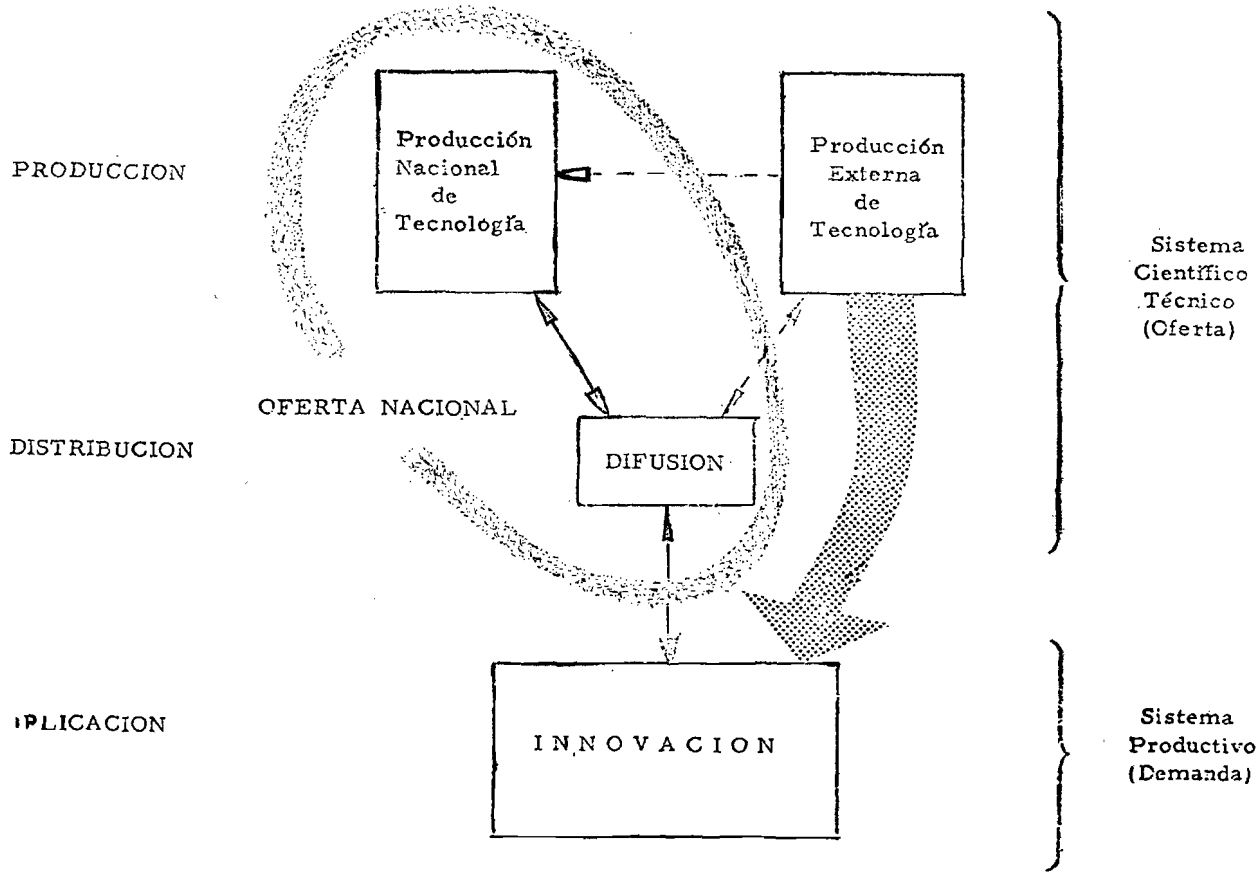 PRODUCCION
Producción
Nacional
de
Tecnología
Producción
Externa
de
Tecnología
Sistema
Científico
Técnico
(Oferta)
OFERTA NACIONAL
DISTRIBUCION
DIFUSION
PLICACION
INNOVACION
Sistema
Productivo
(Demanda)